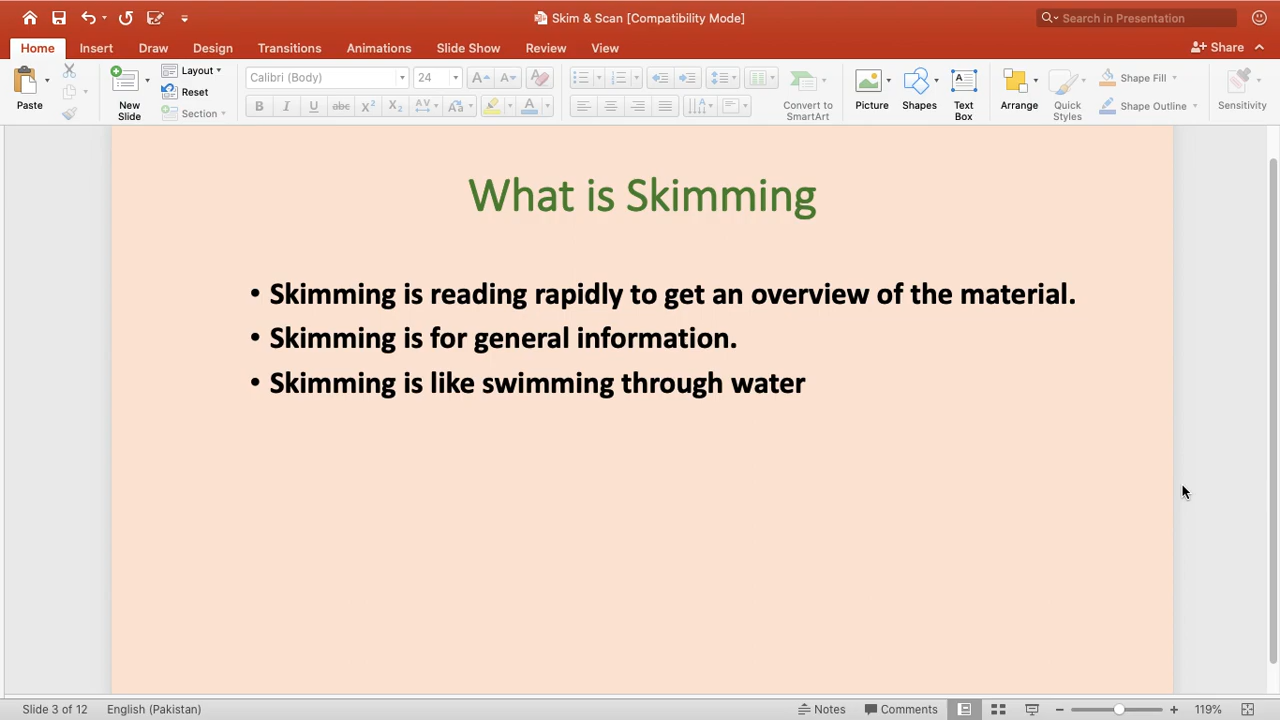 Skim & Scan [Compatibility Mode]
Search in Presentation
Home Insert Draw Design Transitions Animations Slide Show Review View
Share
Paste
New Slide
Layout
Reset
Section
Calibri (Body) 24
Convert to SmartArt
Picture
Shapes
Text Box
Arrange
Quick Styles
Shape Fill
Shape Outline
Sensitivity
What is Skimming
• Skimming is reading rapidly to get an overview of the material.
• Skimming is for general information.
• Skimming is like swimming through water
Slide 3 of 12 English (Pakistan) Notes Comments 119%